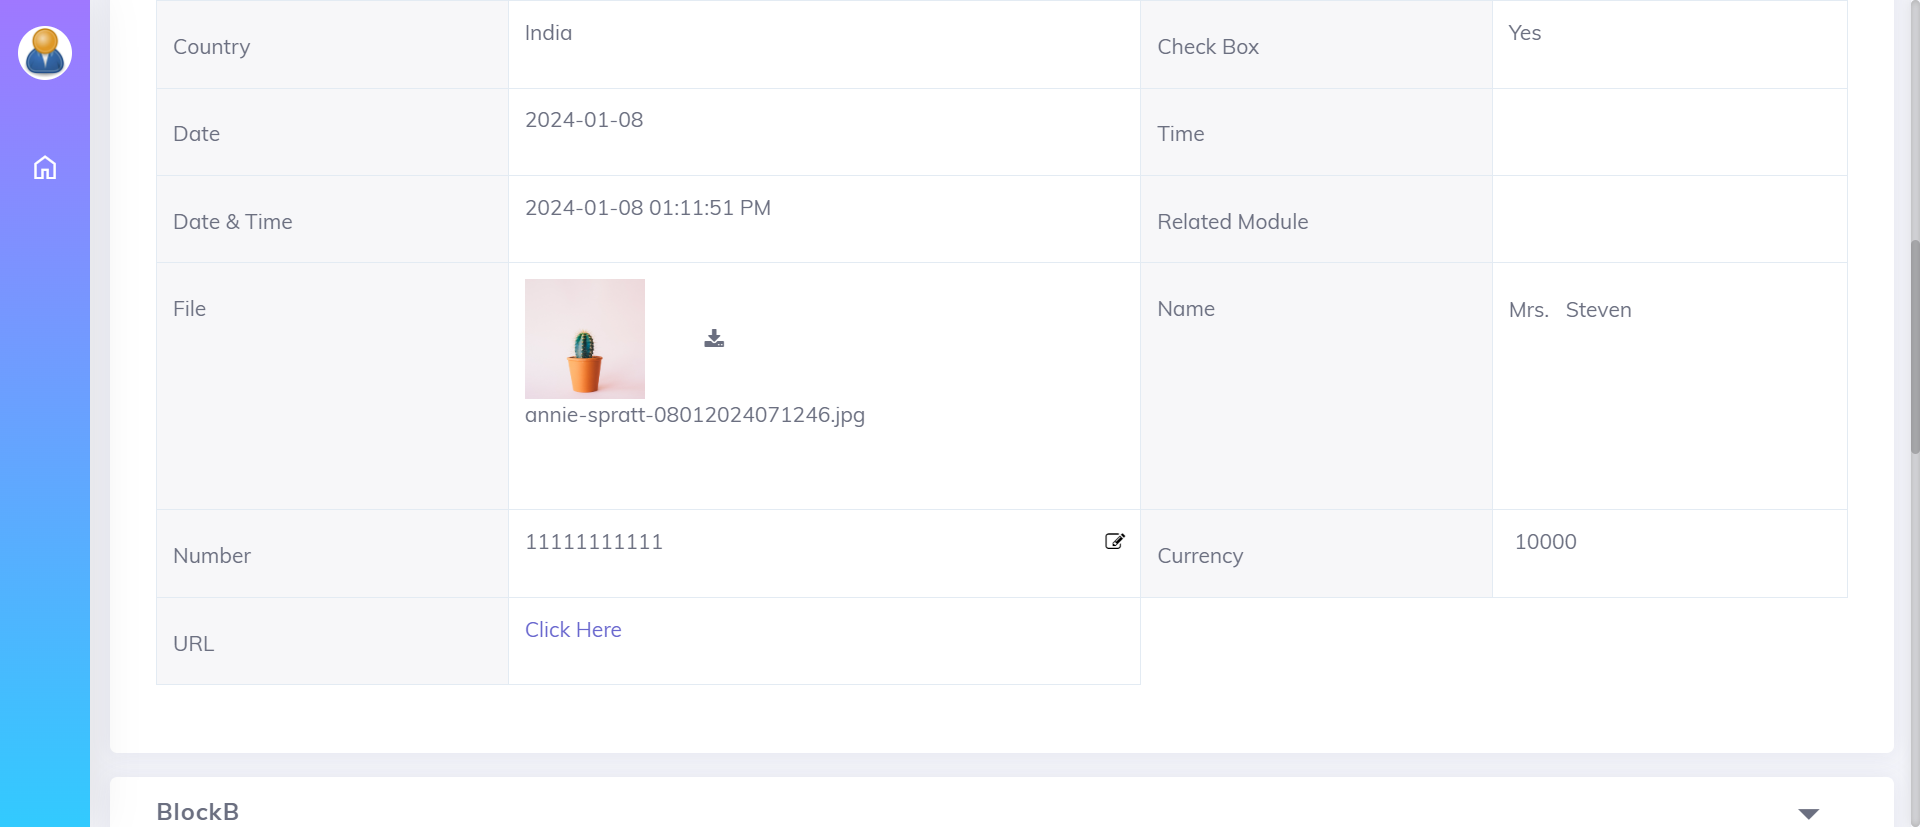 Country India Check Box Yes
Date 2024-01-08 Time
Date & Time 2024-01-08 01:11:51 PM Related Module
File Name Mrs. Steven
annie-spratt-08012024071246.jpg
Number 11111111111 Currency 10000
URL Click Here
BlockB